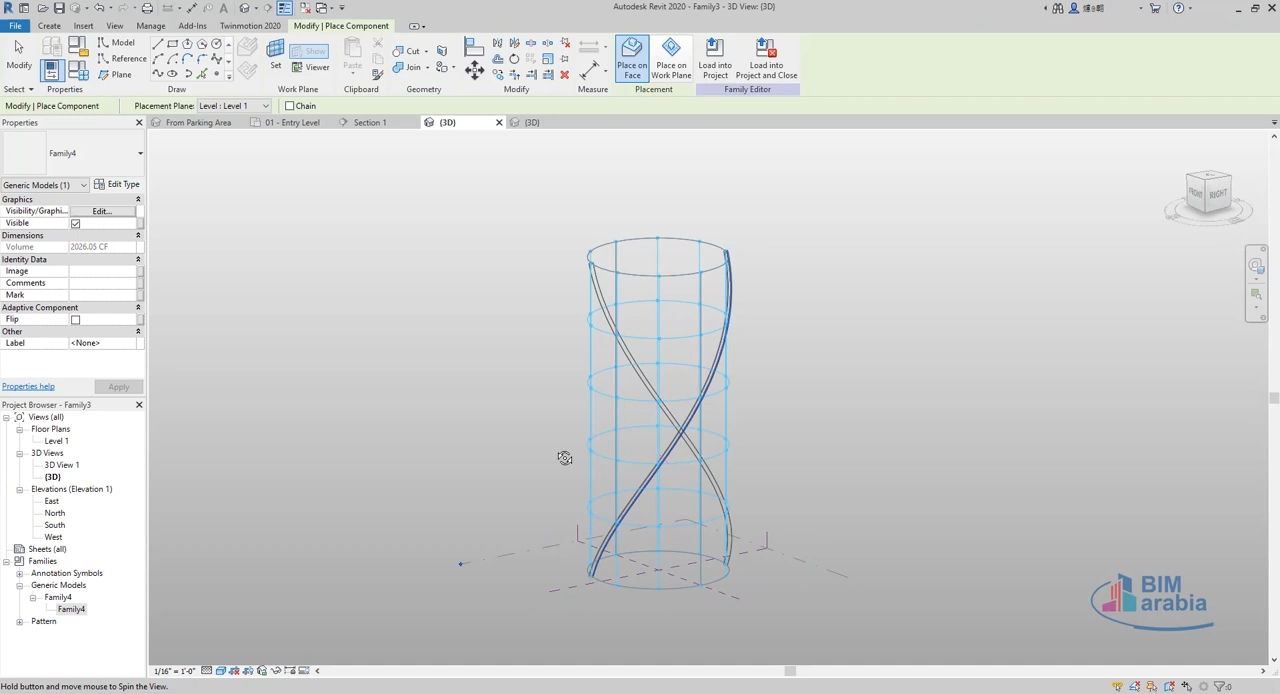 Autodesk Revit 2020 - Family3 - 3D View: {3D}
File Create Insert View Manage Add-Ins Twinmotion 2020 Modify | Place Component
Modify
Model
Reference
Plane
Set
Show
Viewer
Paste
Cut
Join
Place on Face
Place on Work Plane
Load into Project
Load into Project and Close
Select Properties Draw Work Plane Clipboard Geometry Modify Measure Placement Family Editor
Modify | Place Component Placement Plane: Level : Level 1 Chain
Properties
From Parking Area 01 - Entry Level Section 1 {3D} {3D}
Family4
Generic Models (1) Edit Type
Graphics
Visibility/Graphi... Edit...
Visible
Dimensions
Volume 2026.05 CF
Identity Data
Image
Comments
Mark
Adaptive Component
Flip
Other
Label <None>
Properties help Apply
Project Browser - Family3
Views (all)
Floor Plans
Level 1
3D Views
3D View 1
{3D}
Elevations (Elevation 1)
East
North
South
West
Sheets (all)
Families
Annotation Symbols
Generic Models
Family4
Family4
Pattern
FRONT RIGHT
BIM
arabia
1/16" = 1'-0"
Hold button and move mouse to Spin the View.
:0